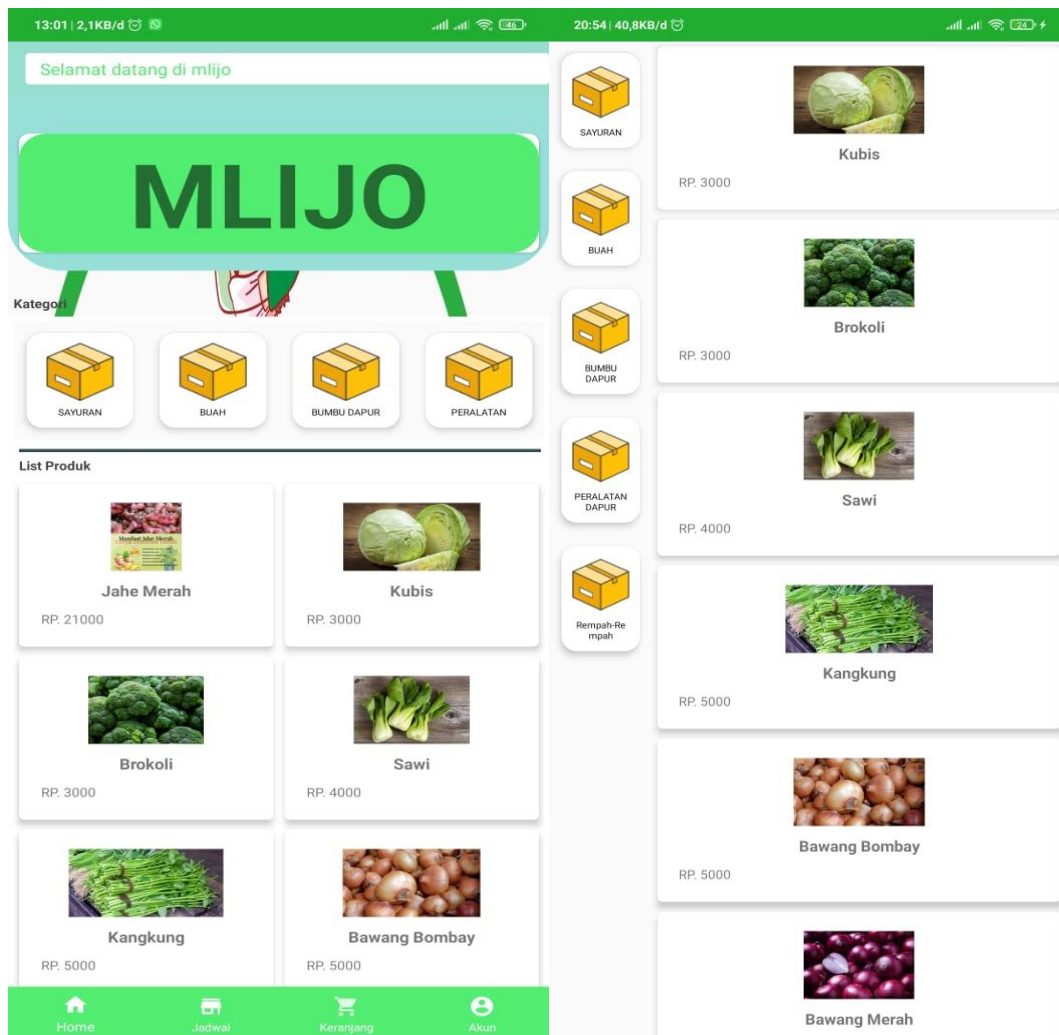 13:01 | 2,1KB/d
46
Selamat datang di mlijo
MLIJO
Kategori
SAYURAN
BUAH
BUMBU DAPUR
PERALATAN
List Produk
Jahe Merah
RP. 21000
Kubis
RP. 3000
Brokoli
RP. 3000
Sawi
RP. 4000
Kangkung
RP. 5000
Bawang Bombay
RP. 5000
Home
Jadwal
Keranjang
Akun
20:54 | 40,8KB/d
24
SAYURAN
BUAH
BUMBU
DAPUR
PERALATAN
DAPUR
Rempah-Re
mpah
Kubis
RP. 3000
Brokoli
RP. 3000
Sawi
RP. 4000
Kangkung
RP. 5000
Bawang Bombay
RP. 5000
Bawang Merah